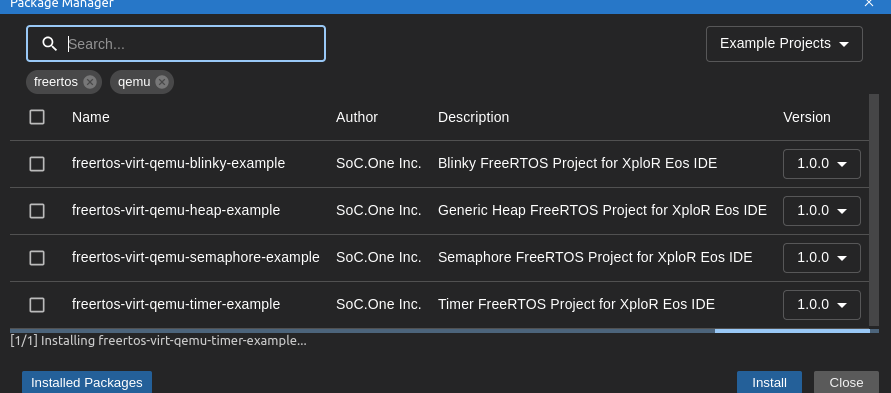 Package Manager
Search...
Example Projects
freertos
qemu
Name Author Description Version
freertos-virt-qemu-blinky-example SoC.One Inc. Blinky FreeRTOS Project for XploR Eos IDE 1.0.0
freertos-virt-qemu-heap-example SoC.One Inc. Generic Heap FreeRTOS Project for XploR Eos IDE 1.0.0
freertos-virt-qemu-semaphore-example SoC.One Inc. Semaphore FreeRTOS Project for XploR Eos IDE 1.0.0
freertos-virt-qemu-timer-example SoC.One Inc. Timer FreeRTOS Project for XploR Eos IDE 1.0.0
[1/1] Installing freertos-virt-qemu-timer-example...
Installed Packages Install Close